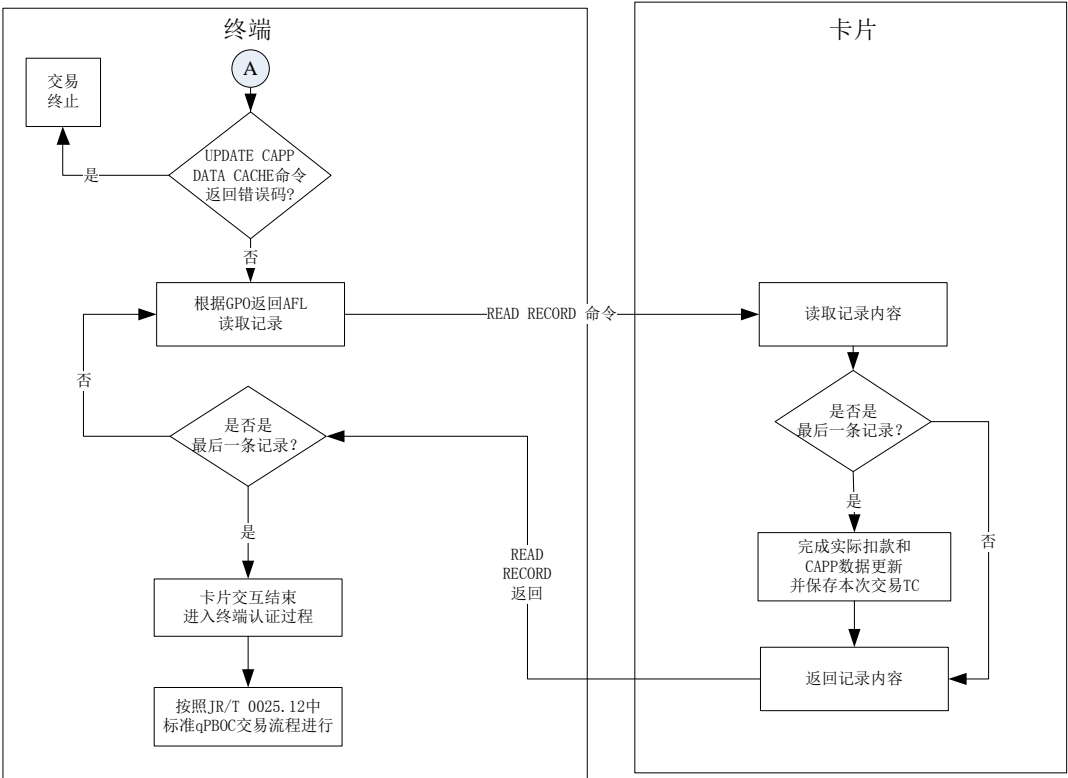 终端
A
交易
终止
UPDATE CAPP
DATA CACHE命令
返回错误码?
是
否
根据GPO返回AFL
读取记录
READ RECORD 命令
否
是否是
最后一条记录?
是
卡片交互结束
进入终端认证过程
按照JR/T 0025.12中
标准qPBOC交易流程进行
READ
RECORD
返回
卡片
读取记录内容
是否是
最后一条记录?
是
否
完成实际扣款和
CAPP数据更新
并保存本次交易TC
返回记录内容